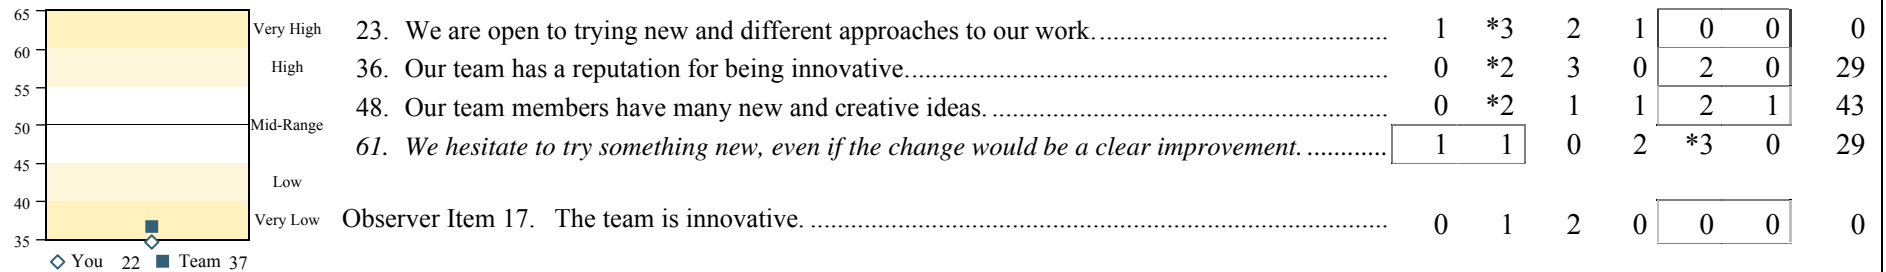 65
60
55
50
45
40
35
Very High
High
Mid-Range
Low
Very Low
◇ You 22 ■ Team 37
23. We are open to trying new and different approaches to our work. 1 *3 2 1 0 0 0
36. Our team has a reputation for being innovative. 0 *2 3 0 2 0 29
48. Our team members have many new and creative ideas. 0 *2 1 1 2 1 43
61. We hesitate to try something new, even if the change would be a clear improvement. 1 1 0 2 *3 0 29
Observer Item 17. The team is innovative. 0 1 2 0 0 0 0